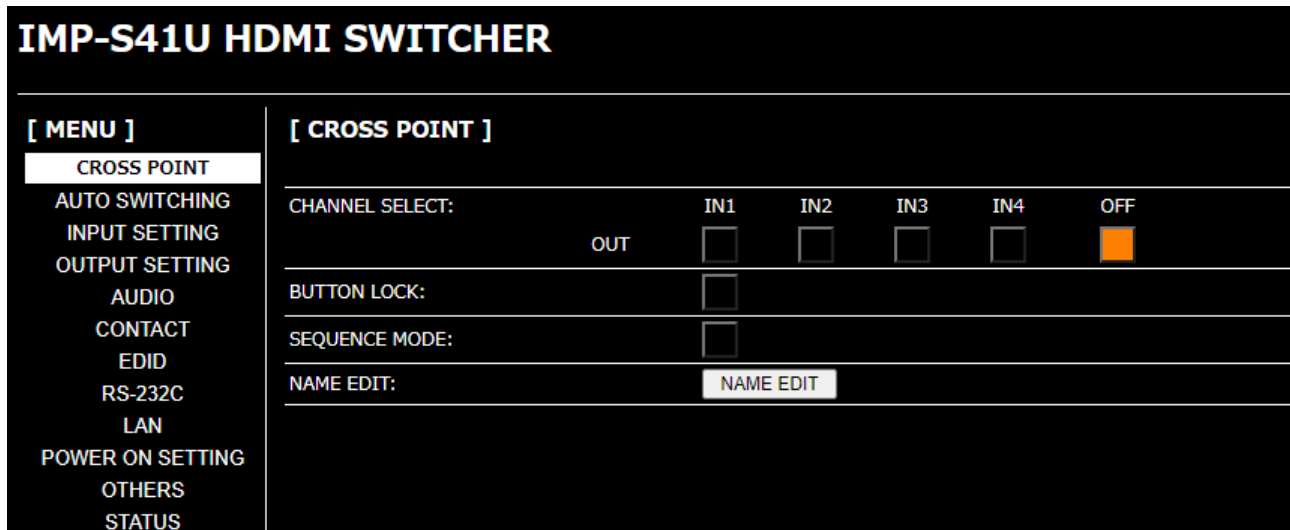 IMP-S41U HDMI SWITCHER
[ MENU ]
CROSS POINT
AUTO SWITCHING
INPUT SETTING
OUTPUT SETTING
AUDIO
CONTACT
EDID
RS-232C
LAN
POWER ON SETTING
OTHERS
STATUS
[ CROSS POINT ]
CHANNEL SELECT: IN1 IN2 IN3 IN4 OFF
OUT
BUTTON LOCK:
SEQUENCE MODE:
NAME EDIT: NAME EDIT